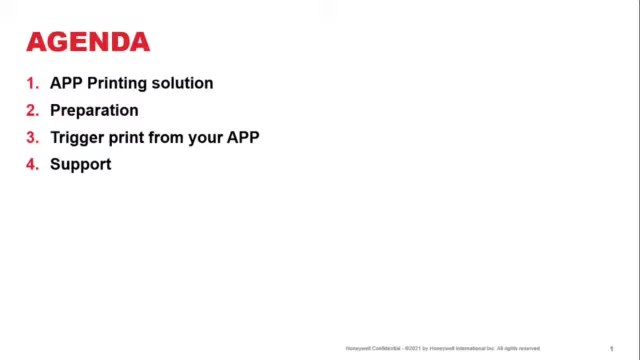 AGENDA
1. APP Printing solution
2. Preparation
3. Trigger print from your APP
4. Support
Honeywell Confidential - ©2021 by Honeywell International Inc. All rights reserved.
1